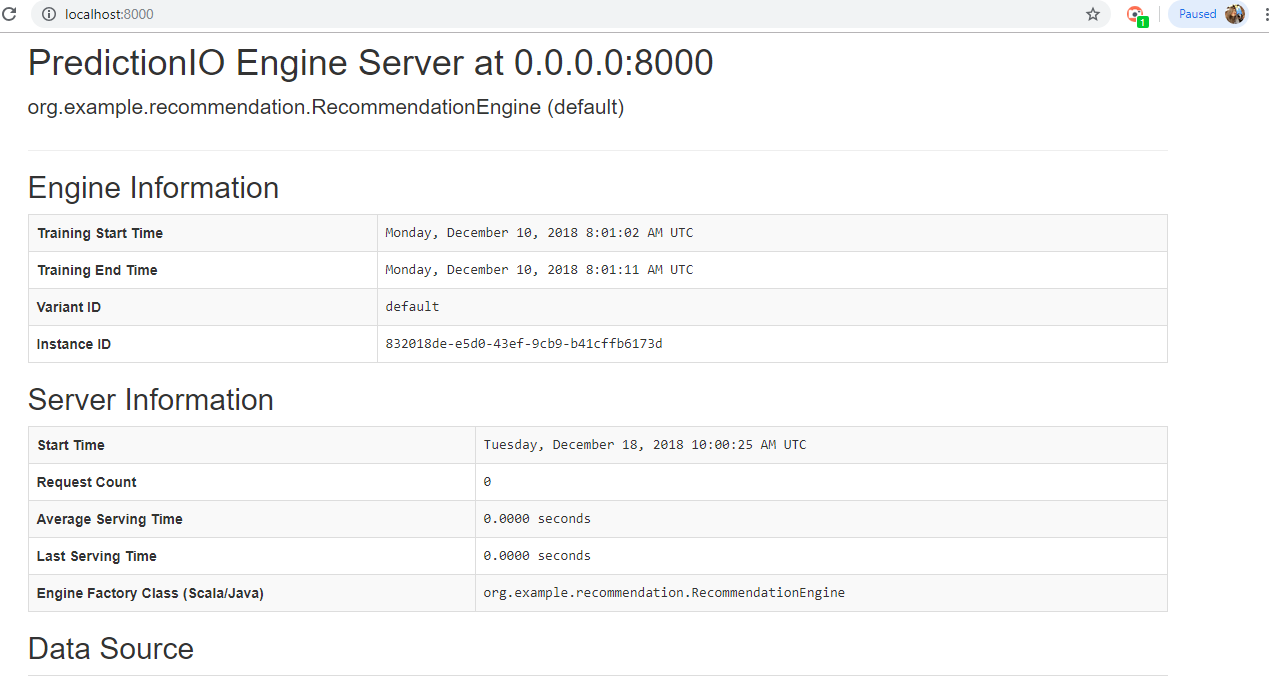 localhost:8000
1
Paused
PredictionIO Engine Server at 0.0.0.0:8000
org.example.recommendation.RecommendationEngine (default)
Engine Information
Training Start Time Monday, December 10, 2018 8:01:02 AM UTC
Training End Time Monday, December 10, 2018 8:01:11 AM UTC
Variant ID default
Instance ID 832018de-e5d0-43ef-9cb9-b41cffb6173d
Server Information
Start Time Tuesday, December 18, 2018 10:00:25 AM UTC
Request Count 0
Average Serving Time 0.0000 seconds
Last Serving Time 0.0000 seconds
Engine Factory Class (Scala/Java) org.example.recommendation.RecommendationEngine
Data Source